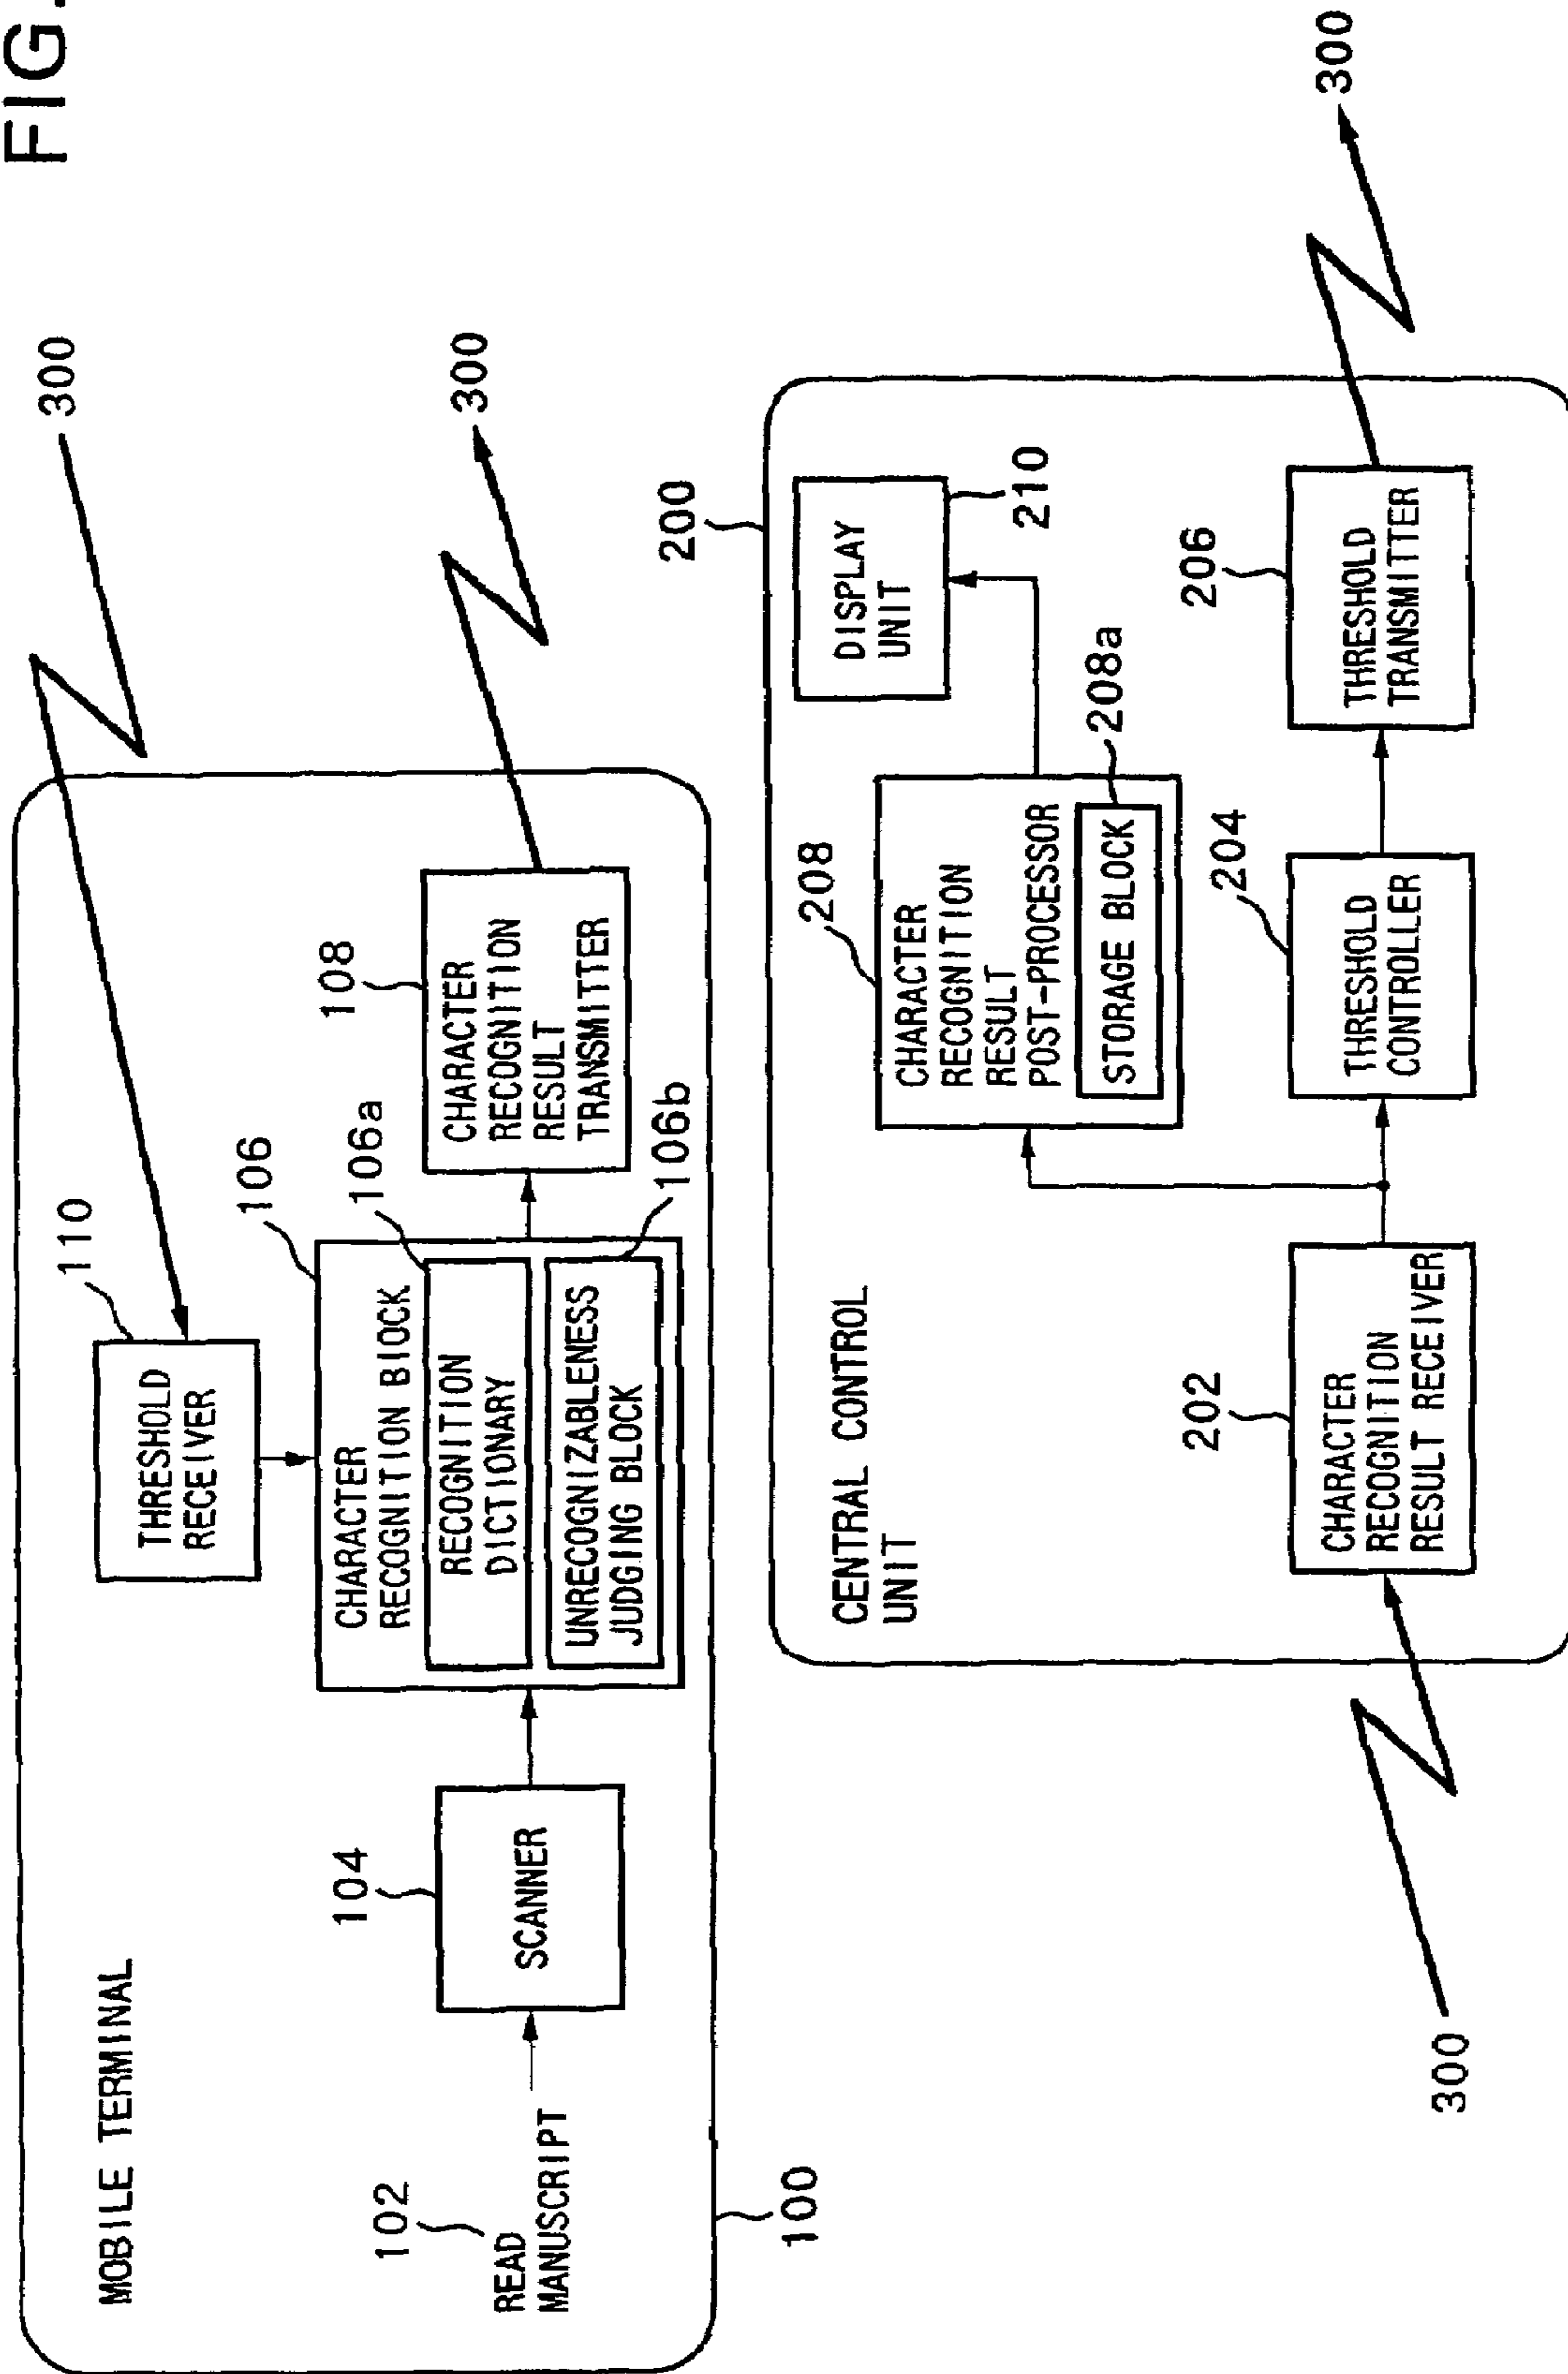 FIG.
MOBILE TERMINAL
300
110
THRESHOLD
RECEIVER
106
CHARACTER
RECOGNITION BLOCK
106a
RECOGNITION
DICTIONARY
106b
UNRECOGNIZABLENESS
JUDGING BLOCK
108
CHARACTER
RECOGNITION
RESULT
TRANSMITTER
300
104
SCANNER
102
READ
MANUSCRIPT
100
200
CENTRAL CONTROL
UNIT
DISPLAY
UNIT
210
208
CHARACTER
RECOGNITION
RESULT
POST-PROCESSOR
208a
STORAGE BLOCK
202
CHARACTER
RECOGNITION
RESULT RECEIVER
204
THRESHOLD
CONTROLLER
206
THRESHOLD
TRANSMITTER
300
300